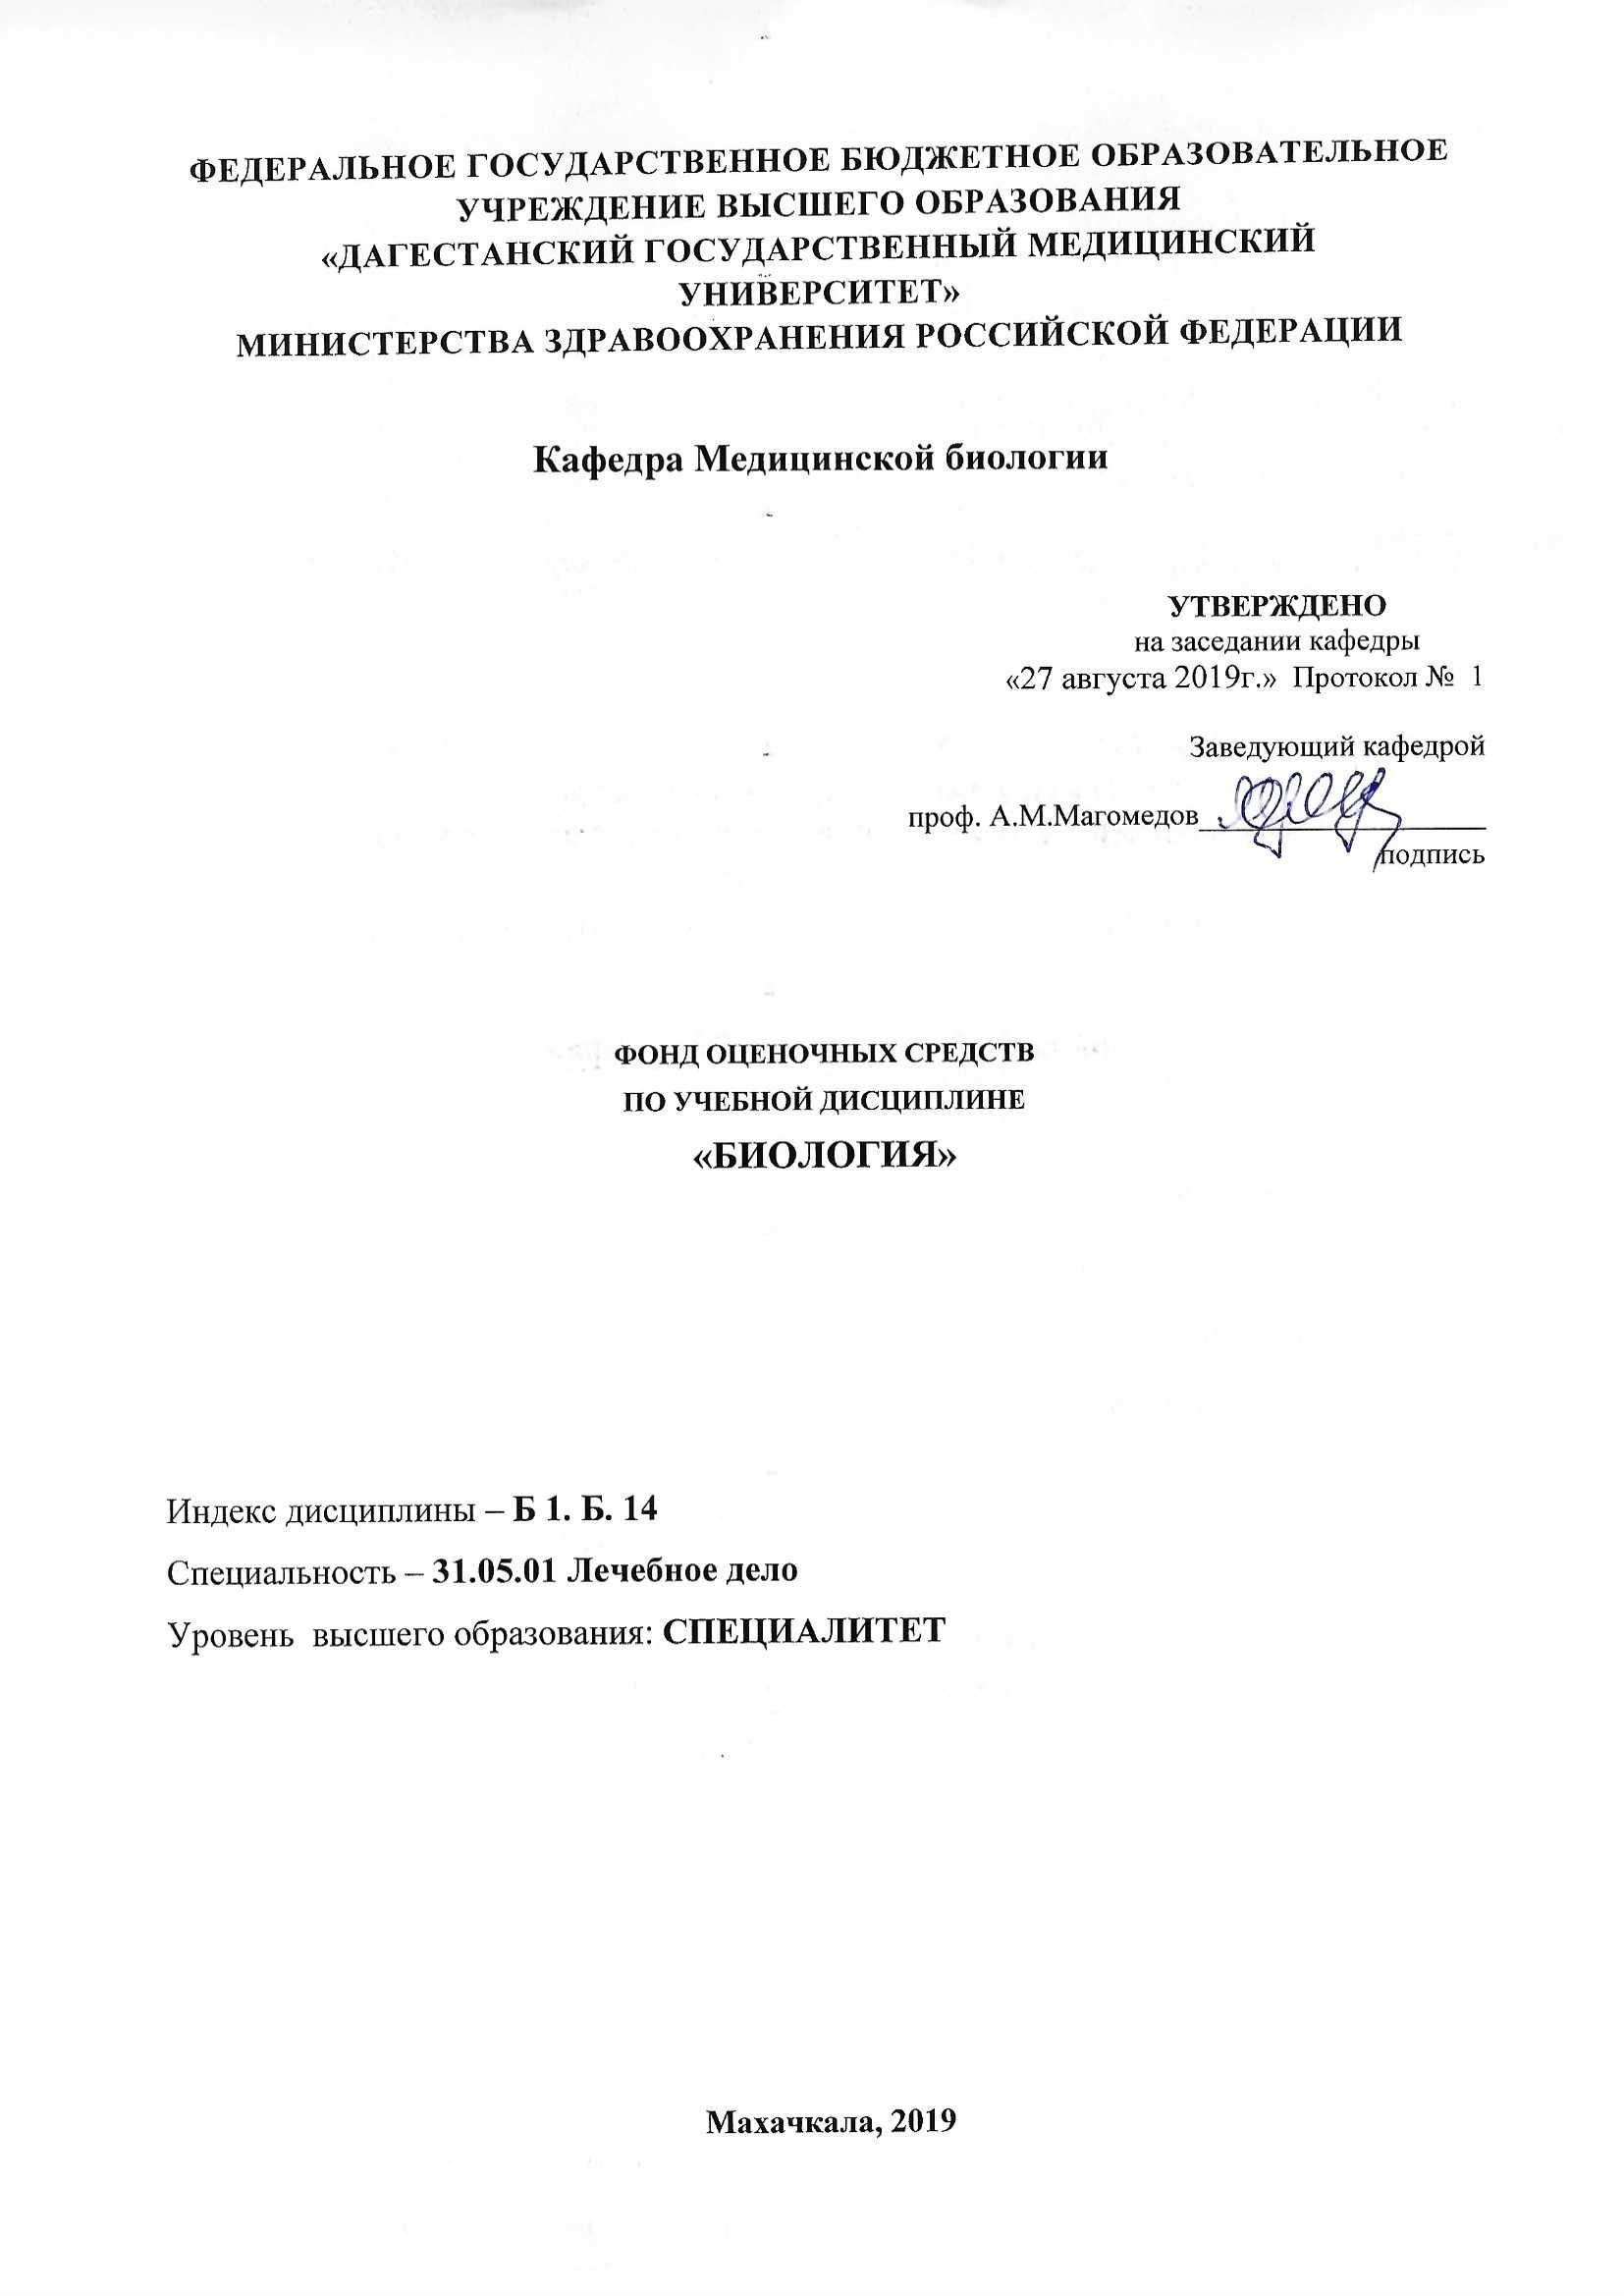 ФЕДЕРАЛЬНОЕ ГОСУДАРСТВЕННОЕ БЮДЖЕТНОЕ ОБРАЗОВАТЕЛЬНОЕ
УЧРЕЖДЕНИЕ ВЫСШЕГО ОБРАЗОВАНИЯ
«ДАГЕСТАНСКИЙ ГОСУДАРСТВЕННЫЙ МЕДИЦИНСКИЙ
УНИВЕРСИТЕТ»
МИНИСТЕРСТВА ЗДРАВООХРАНЕНИЯ РОССИЙСКОЙ ФЕДЕРАЦИИ
Кафедра Медицинской биологии
УТВЕРЖДЕНО
на заседании кафедры
«27 августа 2019г.» Протокол № 1
Заведующий кафедрой
проф. А.М.Магомедов
подпись
ФОНД ОЦЕНОЧНЫХ СРЕДСТВ
ПО УЧЕБНОЙ ДИСЦИПЛИНЕ
«БИОЛОГИЯ»
Индекс дисциплины – Б 1. Б. 14
Специальность – 31.05.01 Лечебное дело
Уровень высшего образования: СПЕЦИАЛИТЕТ
Махачкала, 2019